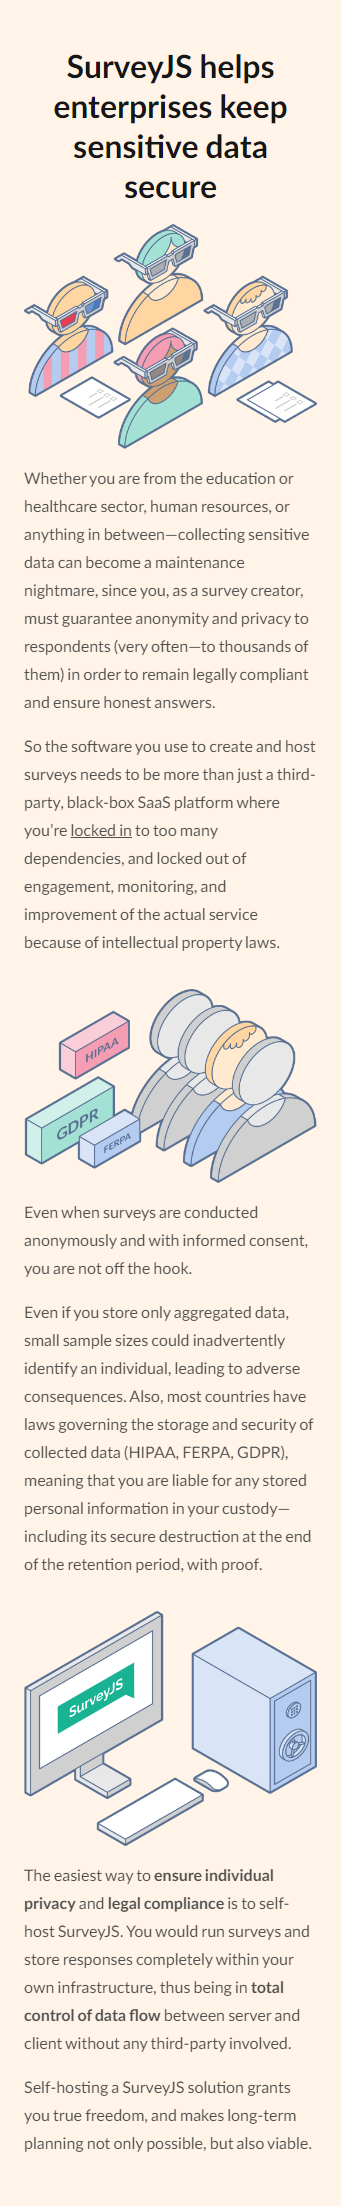 SurveyJS helps
enterprises keep
sensitive data
secure
Whether you are from the education or
healthcare sector, human resources, or
anything in between—collecting sensitive
data can become a maintenance
nightmare, since you, as a survey creator,
must guarantee anonymity and privacy to
respondents (very often—to thousands of
them) in order to remain legally compliant
and ensure honest answers.
So the software you use to create and host
surveys needs to be more than just a third-
party, black-box SaaS platform where
you’re locked in to too many
dependencies, and locked out of
engagement, monitoring, and
improvement of the actual service
because of intellectual property laws.
HIPAA
GDPR
FERPA
Even when surveys are conducted
anonymously and with informed consent,
you are not off the hook.
Even if you store only aggregated data,
small sample sizes could inadvertently
identify an individual, leading to adverse
consequences. Also, most countries have
laws governing the storage and security of
collected data (HIPAA, FERPA, GDPR),
meaning that you are liable for any stored
personal information in your custody—
including its secure destruction at the end
of the retention period, with proof.
SurveyJS
The easiest way to ensure individual
privacy and legal compliance is to self-
host SurveyJS. You would run surveys and
store responses completely within your
own infrastructure, thus being in total
control of data flow between server and
client without any third-party involved.
Self-hosting a SurveyJS solution grants
you true freedom, and makes long-term
planning not only possible, but also viable.